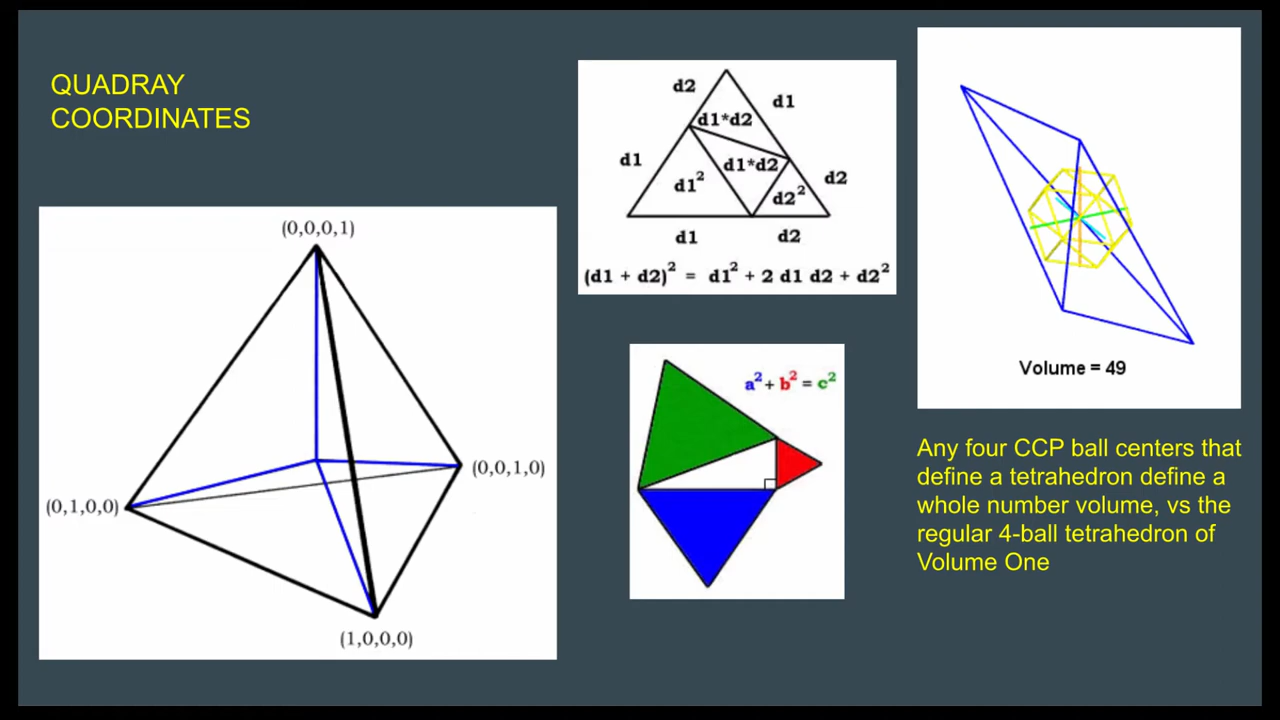 QUADRAY
COORDINATES
(0,0,0,1)
(0,1,0,0)
(0,0,1,0)
(1,0,0,0)
d2
d1
d1*d2
d1
d1*d2
d1²
d2
d2²
d1
d2
(d1 + d2)² = d1² + 2 d1 d2 + d2²
a² + b² = c²
Volume = 49
Any four CCP ball centers that
define a tetrahedron define a
whole number volume, vs the
regular 4-ball tetrahedron of
Volume One